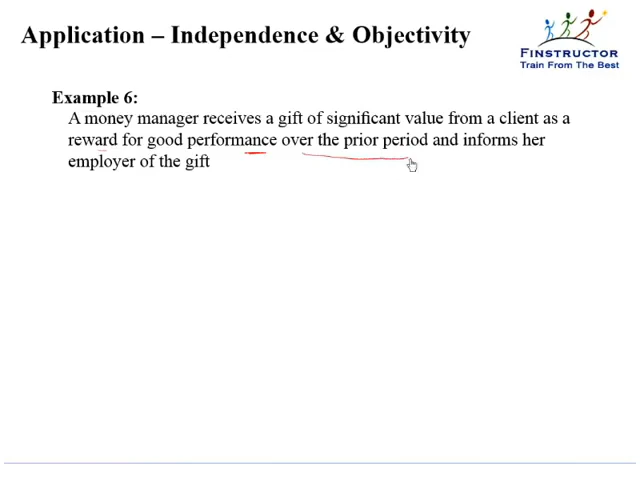 Application – Independence & Objectivity
FINSTRUCTOR
Train From The Best
Example 6:
A money manager receives a gift of significant value from a client as a
reward for good performance over the prior period and informs her
employer of the gift